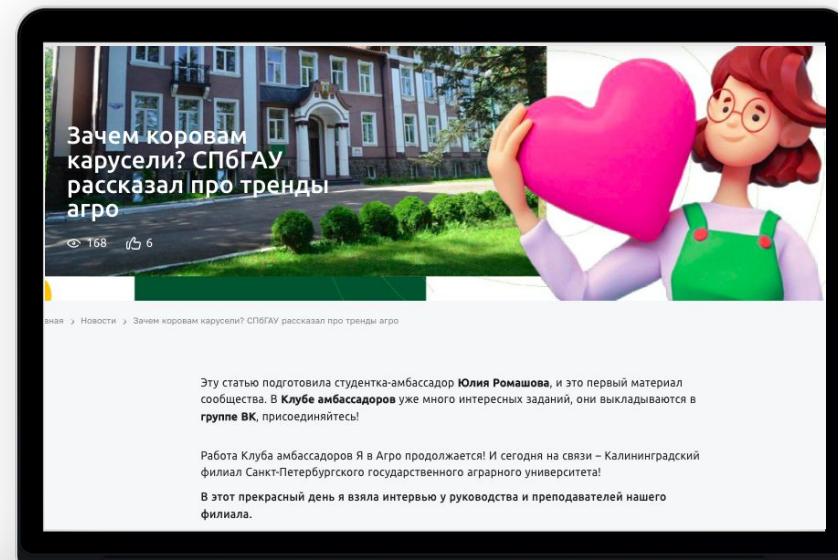 Зачем коровам
карусели? СПбГАУ
рассказал про тренды
агро
168 6
вная > Новости > Зачем коровам карусели? СПбГАУ рассказал про тренды агро
Эту статью подготовила студентка-амбассадор Юлия Ромашова, и это первый материал
сообщества. В Клубе амбассадоров уже много интересных заданий, они выкладываются в
группе ВК, присоединяйтесь!
Работа Клуба амбассадоров Я в Агро продолжается! И сегодня на связи – Калининградский
филиал Санкт-Петербургского государственного аграрного университета!
В этот прекрасный день я взяла интервью у руководства и преподавателей нашего
филиала.